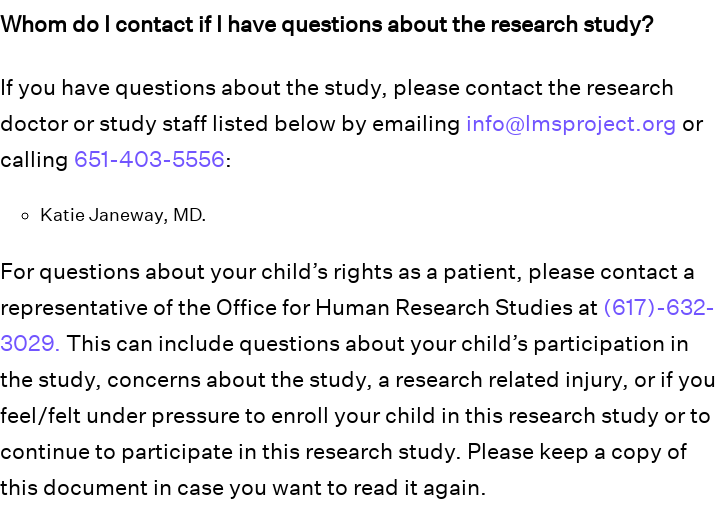 Whom do I contact if I have questions about the research study?
If you have questions about the study, please contact the research
doctor or study staff listed below by emailing info@lmsproject.org or
calling 651-403-5556:
Katie Janeway, MD.
For questions about your child’s rights as a patient, please contact a
representative of the Office for Human Research Studies at (617)-632-
3029. This can include questions about your child’s participation in
the study, concerns about the study, a research related injury, or if you
feel/felt under pressure to enroll your child in this research study or to
continue to participate in this research study. Please keep a copy of
this document in case you want to read it again.